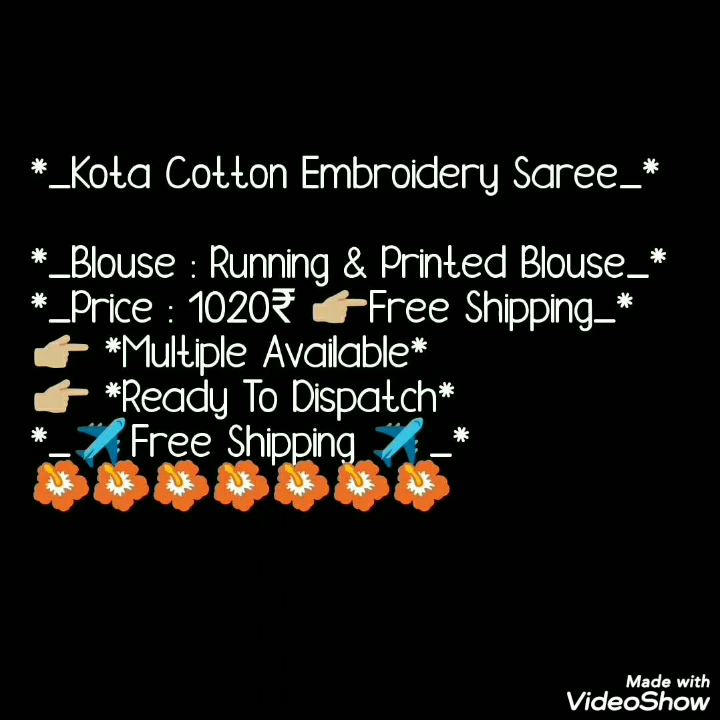 *_Kota Cotton Embroidery Saree_*
*_Blouse : Running & Printed Blouse_*
*_Price : 1020₹ 👉🏼Free Shipping_*
👉🏼 *Multiple Available*
👉🏼 *Ready To Dispatch*
*_✈️Free Shipping ✈️_*
🌺🌺🌺🌺🌺🌺🌺
Made with
VideoShow